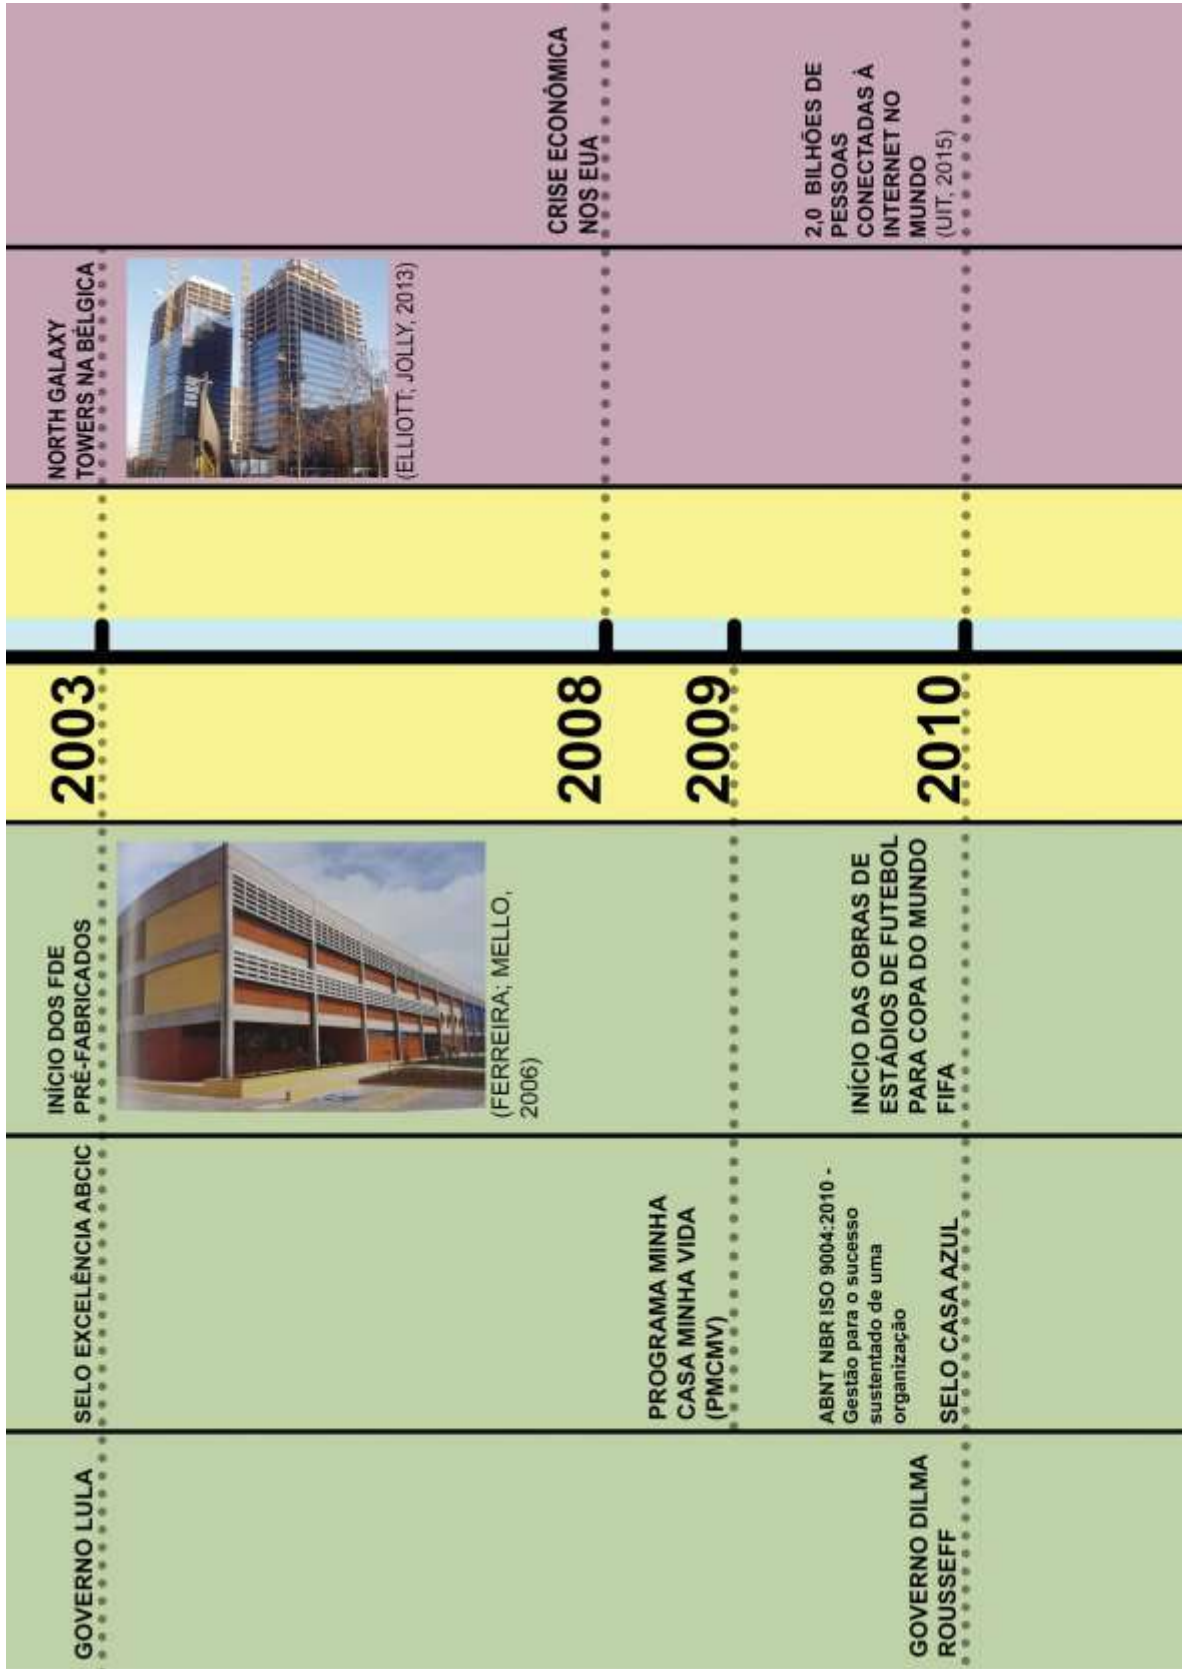 GOVERNO LULA
SELO EXCELÊNCIA ABCIC
INÍCIO DOS FDE
PRÉ-FABRICADOS
(FERREIRA; MELLO,
2006)
2003
NORTH GALAXY
TOWERS NA BÉLGICA
(ELLIOTT; JOLLY, 2013)
2008
CRISE ECONÔMICA
NOS EUA
PROGRAMA MINHA
CASA MINHA VIDA
(PMCMV)
2009
GOVERNO DILMA
ROUSSEFF
ABNT NBR ISO 9004:2010 -
Gestão para o sucesso
sustentado de uma
organização
SELO CASA AZUL
INÍCIO DAS OBRAS DE
ESTÁDIOS DE FUTEBOL
PARA COPA DO MUNDO
FIFA
2010
2,0 BILHÕES DE
PESSOAS
CONECTADAS À
INTERNET NO
MUNDO
(UIT, 2015)